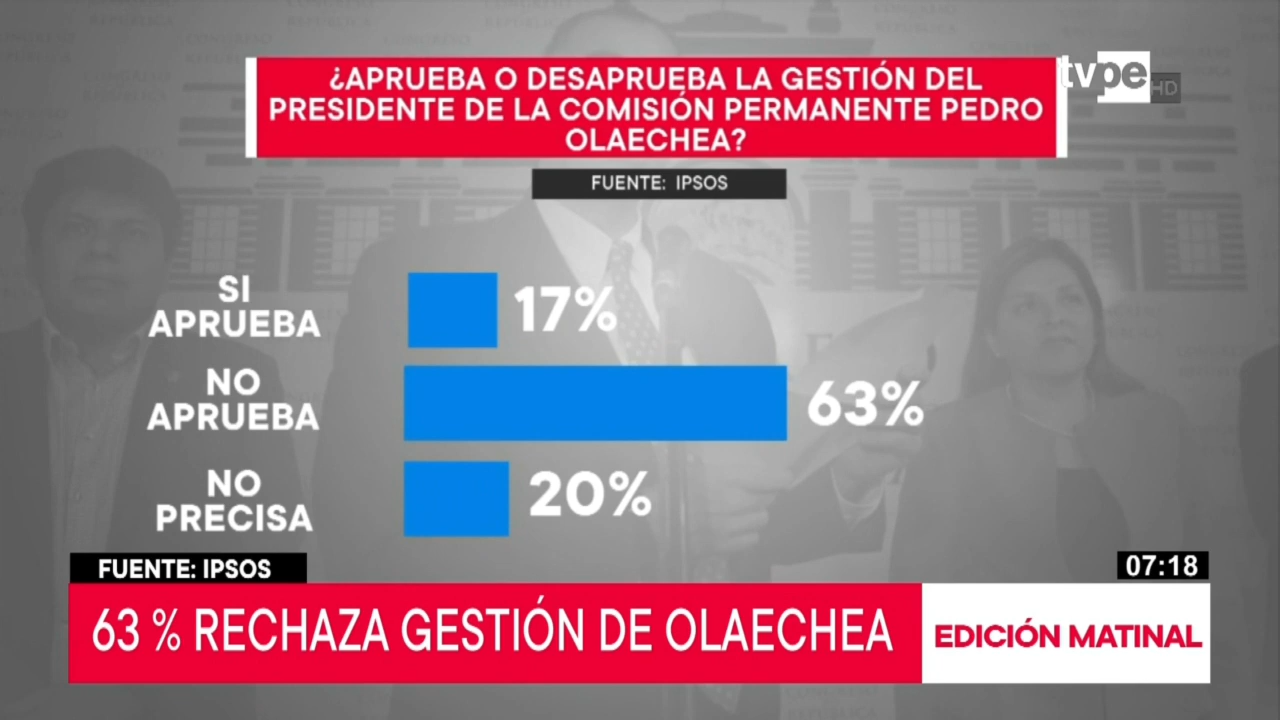 ¿APRUEBA O DESAPRUEBA LA GESTIÓN DEL
PRESIDENTE DE LA COMISIÓN PERMANENTE PEDRO
OLAECHEA?
tvpe HD
FUENTE: IPSOS
SI
APRUEBA
17%
NO
APRUEBA
63%
NO
PRECISA
20%
FUENTE: IPSOS
07:18
63 % RECHAZA GESTIÓN DE OLAECHEA
EDICIÓN MATINAL